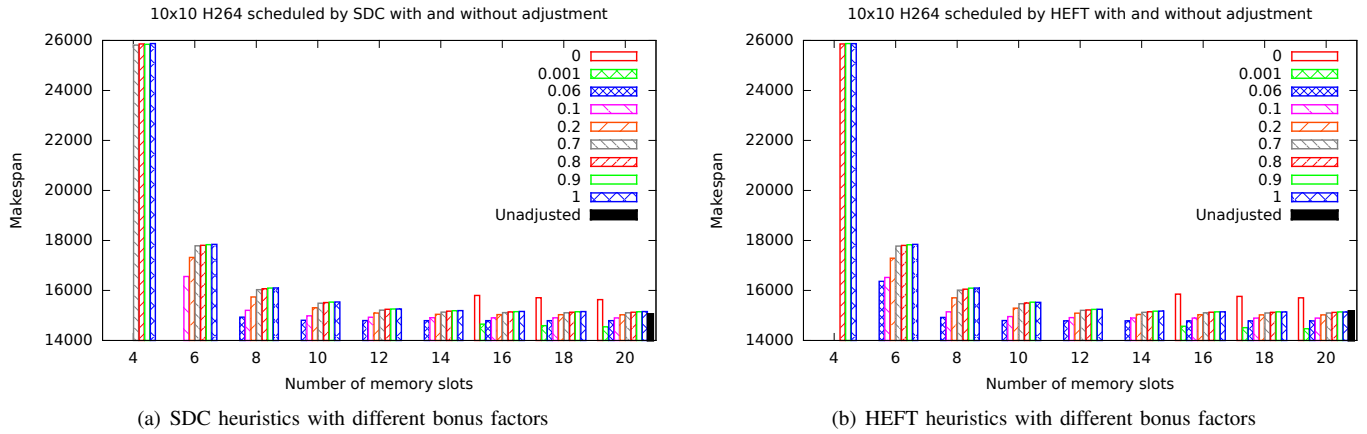 10x10 H264 scheduled by SDC with and without adjustment
26000
24000
22000
20000
18000
16000
14000
Makespan
0
0.001
0.06
0.1
0.2
0.7
0.8
0.9
1
Unadjusted
4 6 8 10 12 14 16 18 20
Number of memory slots
(a) SDC heuristics with different bonus factors
10x10 H264 scheduled by HEFT with and without adjustment
26000
24000
22000
20000
18000
16000
14000
Makespan
0
0.001
0.06
0.1
0.2
0.7
0.8
0.9
1
Unadjusted
4 6 8 10 12 14 16 18 20
Number of memory slots
(b) HEFT heuristics with different bonus factors